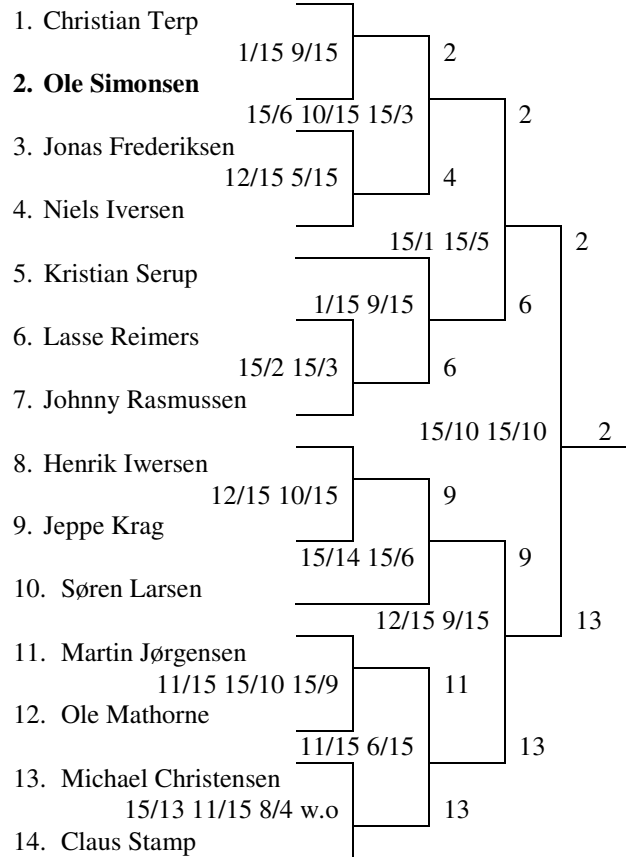 1. Christian Terp
1/15 9/15 2
2. Ole Simonsen
15/6 10/15 15/3 2
3. Jonas Frederiksen
12/15 5/15 4
4. Niels Iversen
15/1 15/5 2
5. Kristian Serup
1/15 9/15 6
6. Lasse Reimers
15/2 15/3 6
7. Johnny Rasmussen
15/10 15/10 2
8. Henrik Iwersen
12/15 10/15 9
9. Jeppe Krag
15/14 15/6 9
10. Søren Larsen
12/15 9/15 13
11. Martin Jørgensen
11/15 15/10 15/9 11
12. Ole Mathorne
11/15 6/15 13
13. Michael Christensen
15/13 11/15 8/4 w.o 13
14. Claus Stamp